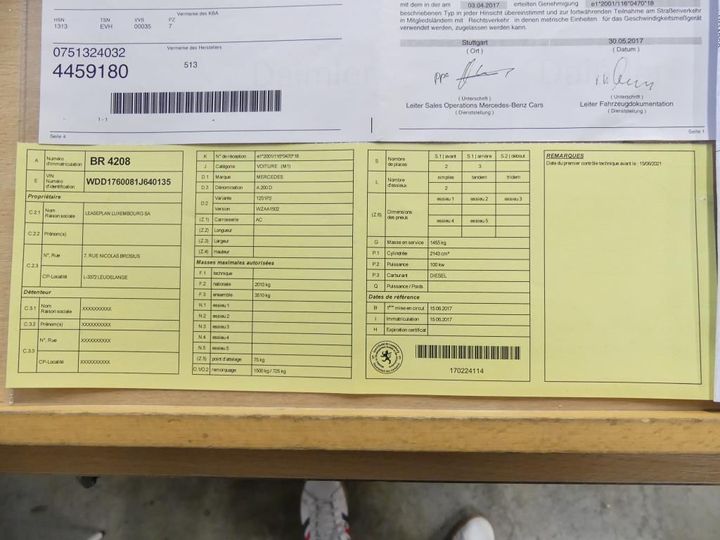 Vermerke des KBA
HSN TSN VVS PZ
1313 EVH 00035 7
0751324032
Vermerke des Herstellers
4459180
513
1 - 1
Seite 4
mit dem in der am 03.04.2017 erteilten Genehmigung e1*2001/116*0470*18
beschriebenen Typ in jeder Hinsicht übereinstimmt und zur fortwährenden Teilnahme am Straßenverkehr
in Mitgliedsländern mit Rechtsverkehr, in denen metrische Einheiten für das Geschwindigkeitsmeßgerät
verwendet werden, zugelassen werden kann.
Stuttgart 30.05.2017
( Ort ) ( Datum )
ppa
i.V.
( Unterschrift ) ( Unterschrift )
Leiter Sales Operations Mercedes-Benz Cars Leiter Fahrzeugdokumentation
( Dienststellung ) ( Dienststellung )
Seite 1
A Numéro d'immatriculation BR 4208
E VIN Numéro d'identification WDD1760081J640135
Propriétaire
C.2.1 Nom Raison sociale LEASEPLAN LUXEMBOURG SA
C.2.2 Prénom(s)
C.2.3 N°, Rue 7, RUE NICOLAS BROSIUS
CP-Localité L-3372 LEUDELANGE
Détenteur
C.3.1 Nom Raison sociale XXXXXXXXXX
C.3.2 Prénom(s) XXXXXXXXXX
C.3.3 N°, Rue XXXXXXXXXX
CP-Localité XXXXXXXXXX
K N° de réception e1*2001/116*0470*18
J Catégorie VOITURE (M1)
D.1 Marque MERCEDES
D.3 Dénomination A 200 D
D.2 Variante
Version
(Z.1) Carrosserie AC
(Z.2) Longueur
(Z.3) Largeur
(Z.4) Hauteur
Masses maximales autorisées
F.1 technique
F.2 nationale 2010 kg
F.3 ensemble 3510 kg
N.1 essieu 1
N.2 essieu 2
N.3 essieu 3
N.4 essieu 4
N.5 essieu 5
(Z.5) point d'attelage 75 kg
O.1/O.2 remorquage 1500 kg / 725 kg
S Nombre de places S.1 | avant S.1 | arrière S.2 | debout
2 3
L Nombre d'essieux simples tandem tridem
2
(Z.6) Dimensions des pneus essieu 1 essieu 2 essieu 3
essieu 4 essieu 5
G Masse en service 1455 kg
P.1 Cylindrée 2143 cm³
P.2 Puissance 100 kw
P.3 Carburant DIESEL
Q Puissance / Poids
Dates de référence
B 1ère mise en circul 15.06.2017
I Immatriculation 15.06.2017
H Expiration certificat
170224114
REMARQUES
Date du premier contrôle technique avant le : 15/06/2021